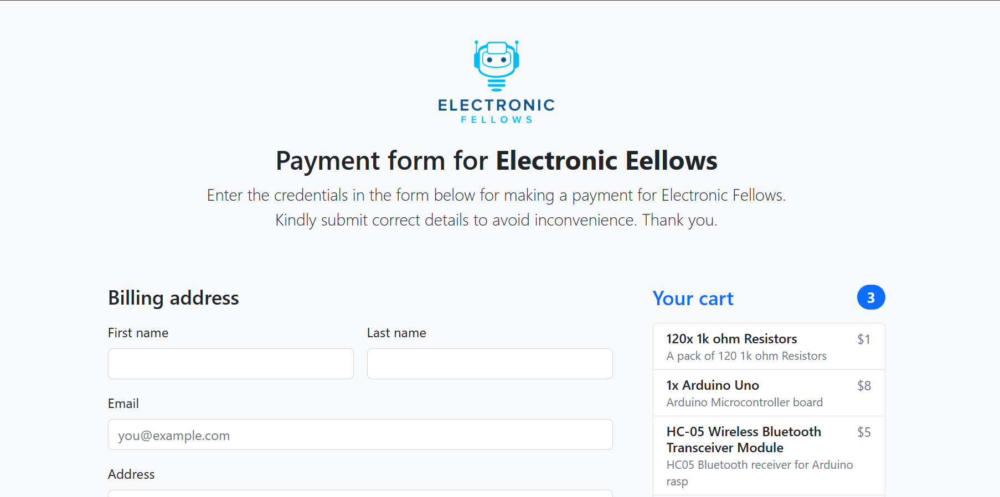 ELECTRONIC
FELLOWS
Payment form for Electronic Eellows
Enter the credentials in the form below for making a payment for Electronic Fellows.
Kindly submit correct details to avoid inconvenience. Thank you.
Billing address
First name
Last name
Email
you@example.com
Address
Your cart
3
120x 1k ohm Resistors
$1
A pack of 120 1k ohm Resistors
1x Arduino Uno
$8
Arduino Microcontroller board
HC-05 Wireless Bluetooth
$5
Transceiver Module
HC05 Bluetooth receiver for Arduino
rasp